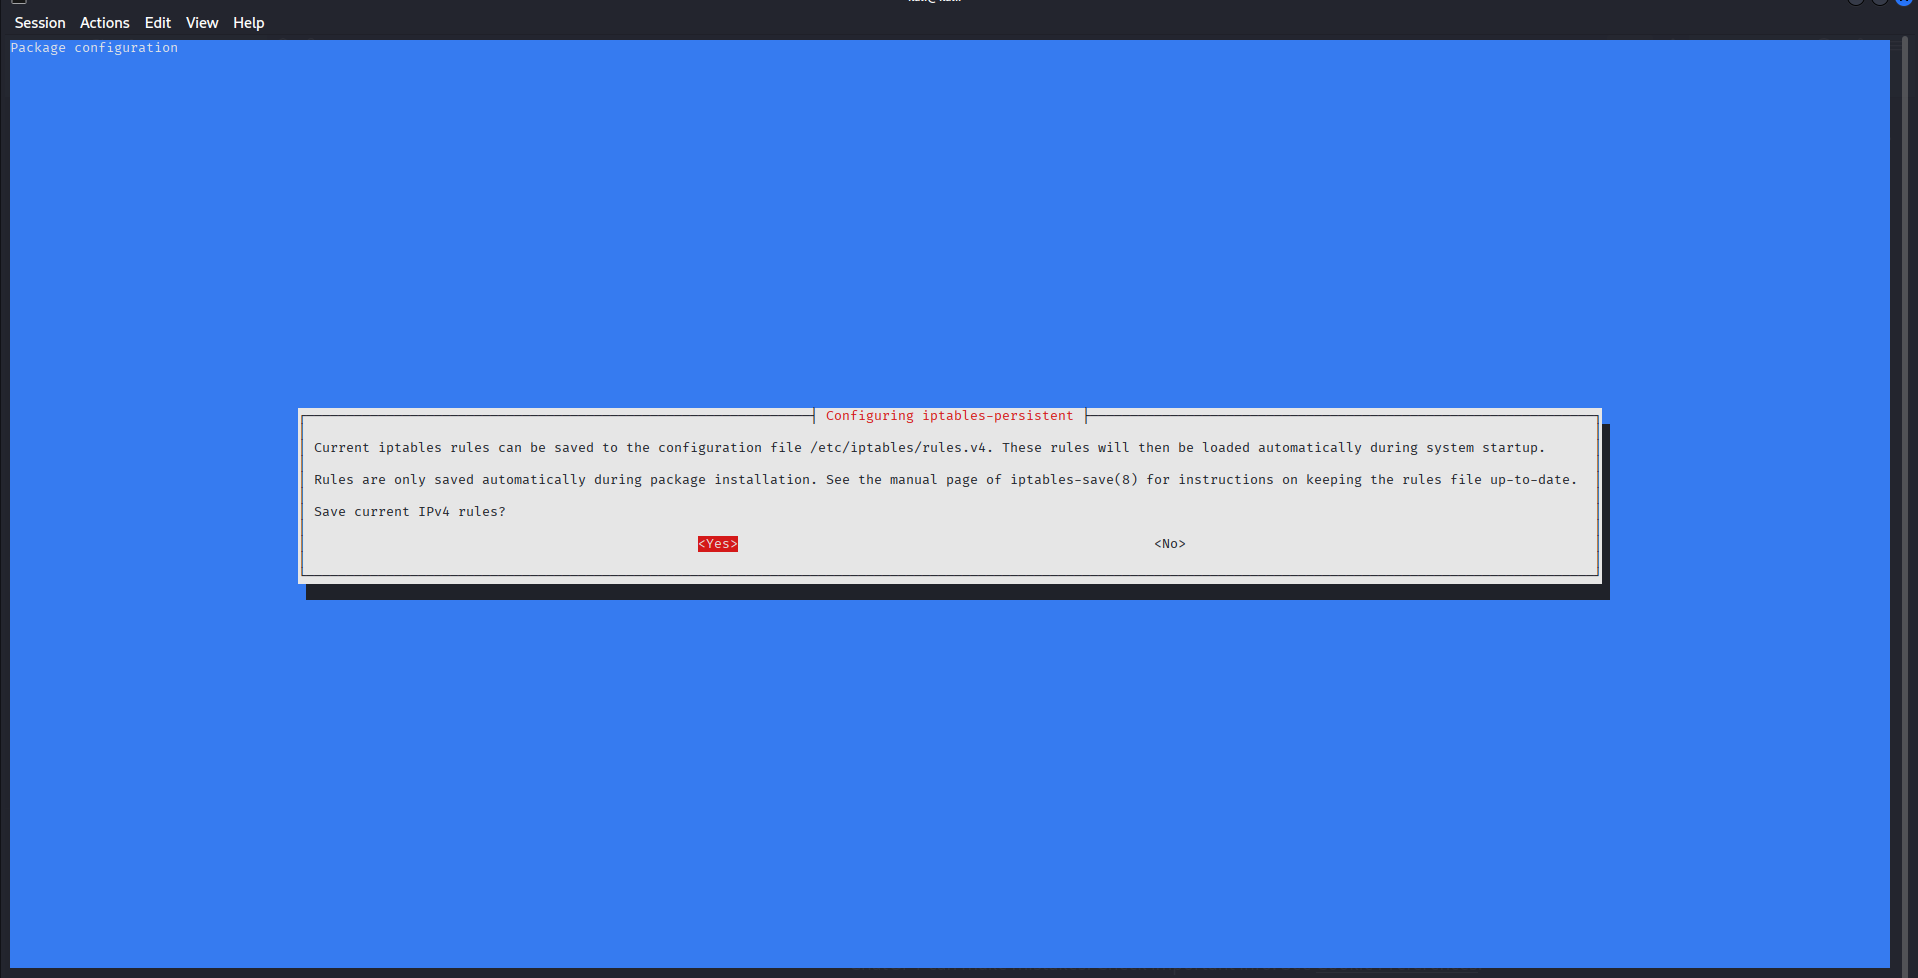 Session Actions Edit View Help
Package configuration
Configuring iptables-persistent
Current iptables rules can be saved to the configuration file /etc/iptables/rules.v4. These rules will then be loaded automatically during system startup.
Rules are only saved automatically during package installation. See the manual page of iptables-save(8) for instructions on keeping the rules file up-to-date.
Save current IPv4 rules?
<Yes> <No>